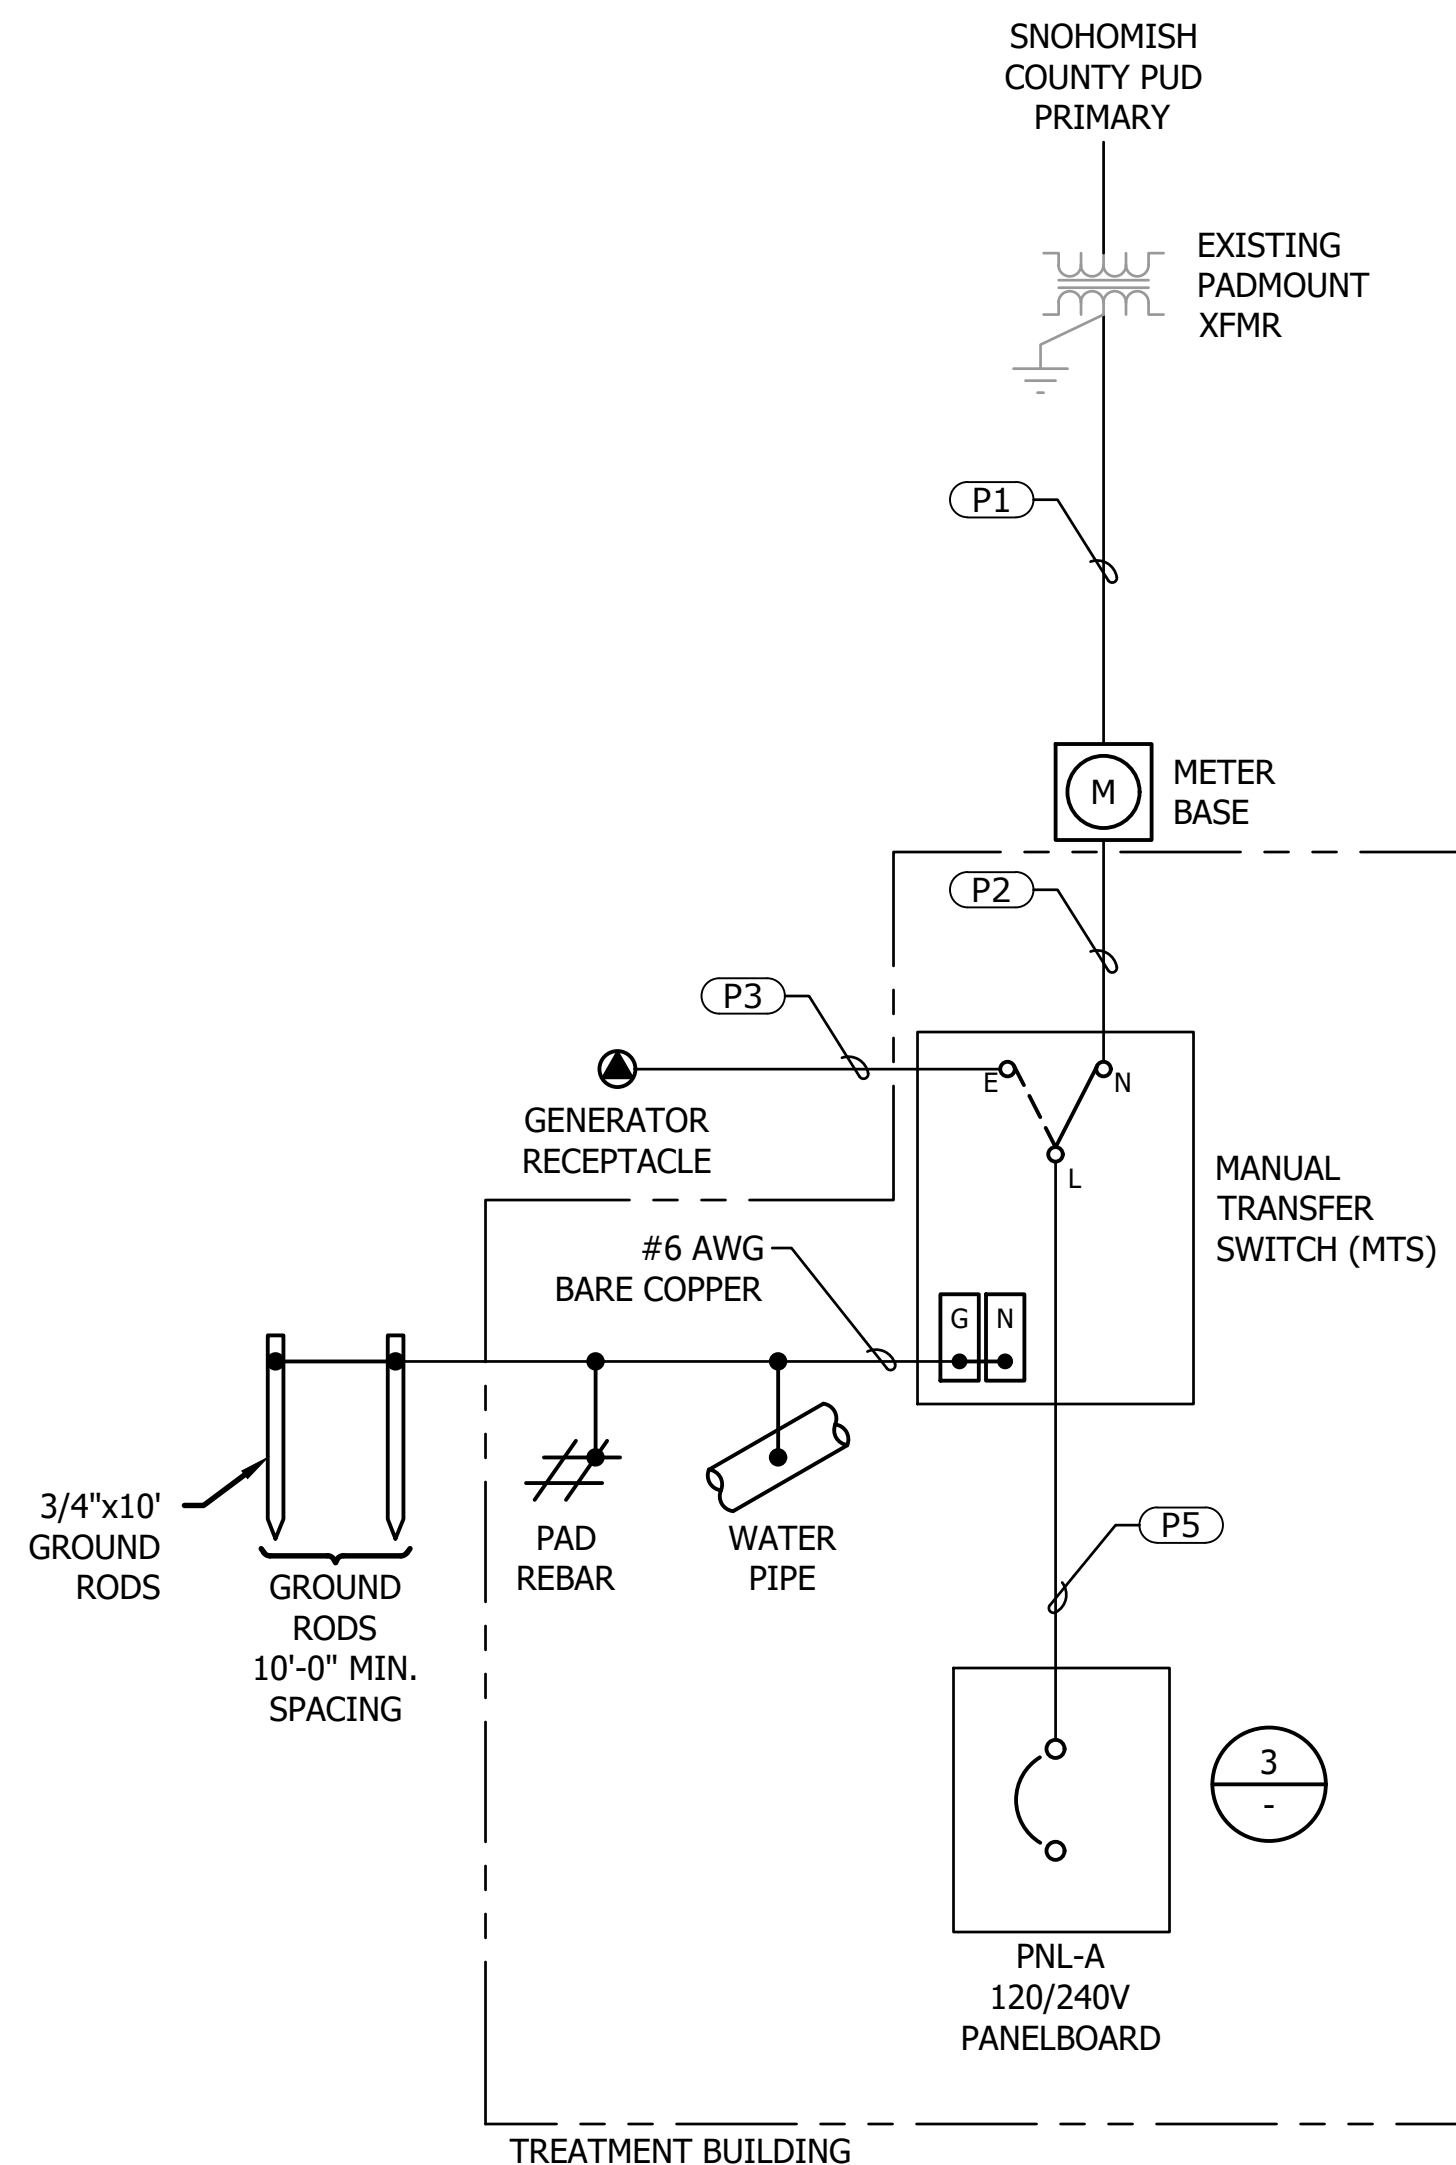 SNOHOMISH
COUNTY PUD
PRIMARY
EXISTING
PADMOUNT
XFMR
P1
M
METER
BASE
P2
P3
E
N
L
GENERATOR
RECEPTACLE
MANUAL
TRANSFER
SWITCH (MTS)
#6 AWG
BARE COPPER
G
N
3/4"x10'
GROUND
RODS
GROUND
RODS
10'-0" MIN.
SPACING
PAD
REBAR
WATER
PIPE
P5
3
-
PNL-A
120/240V
PANELBOARD
TREATMENT BUILDING